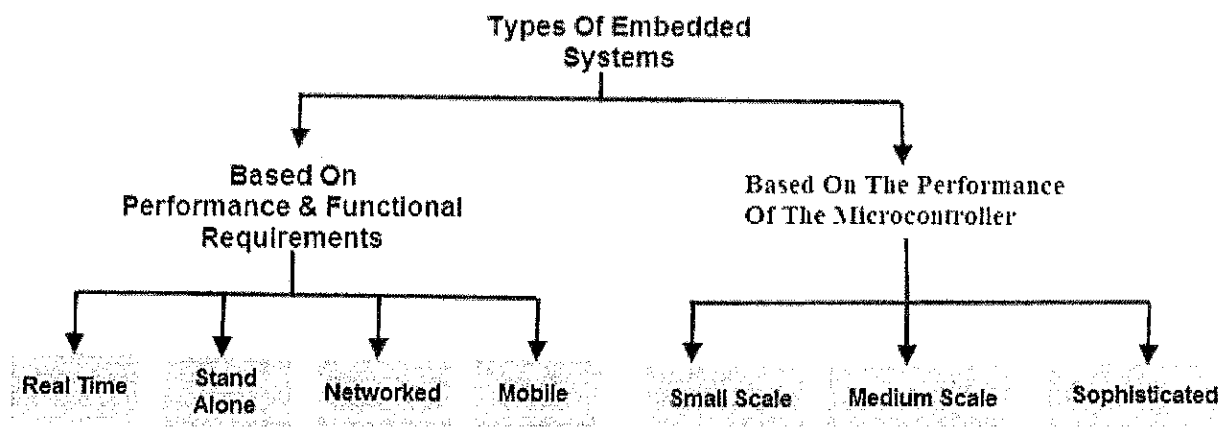 Types Of Embedded
Systems
Based On
Performance & Functional
Requirements
Based On The Performance
Of The Microcontroller
Real Time
Stand
Alone
Networked
Mobile
Small Scale
Medium Scale
Sophisticated